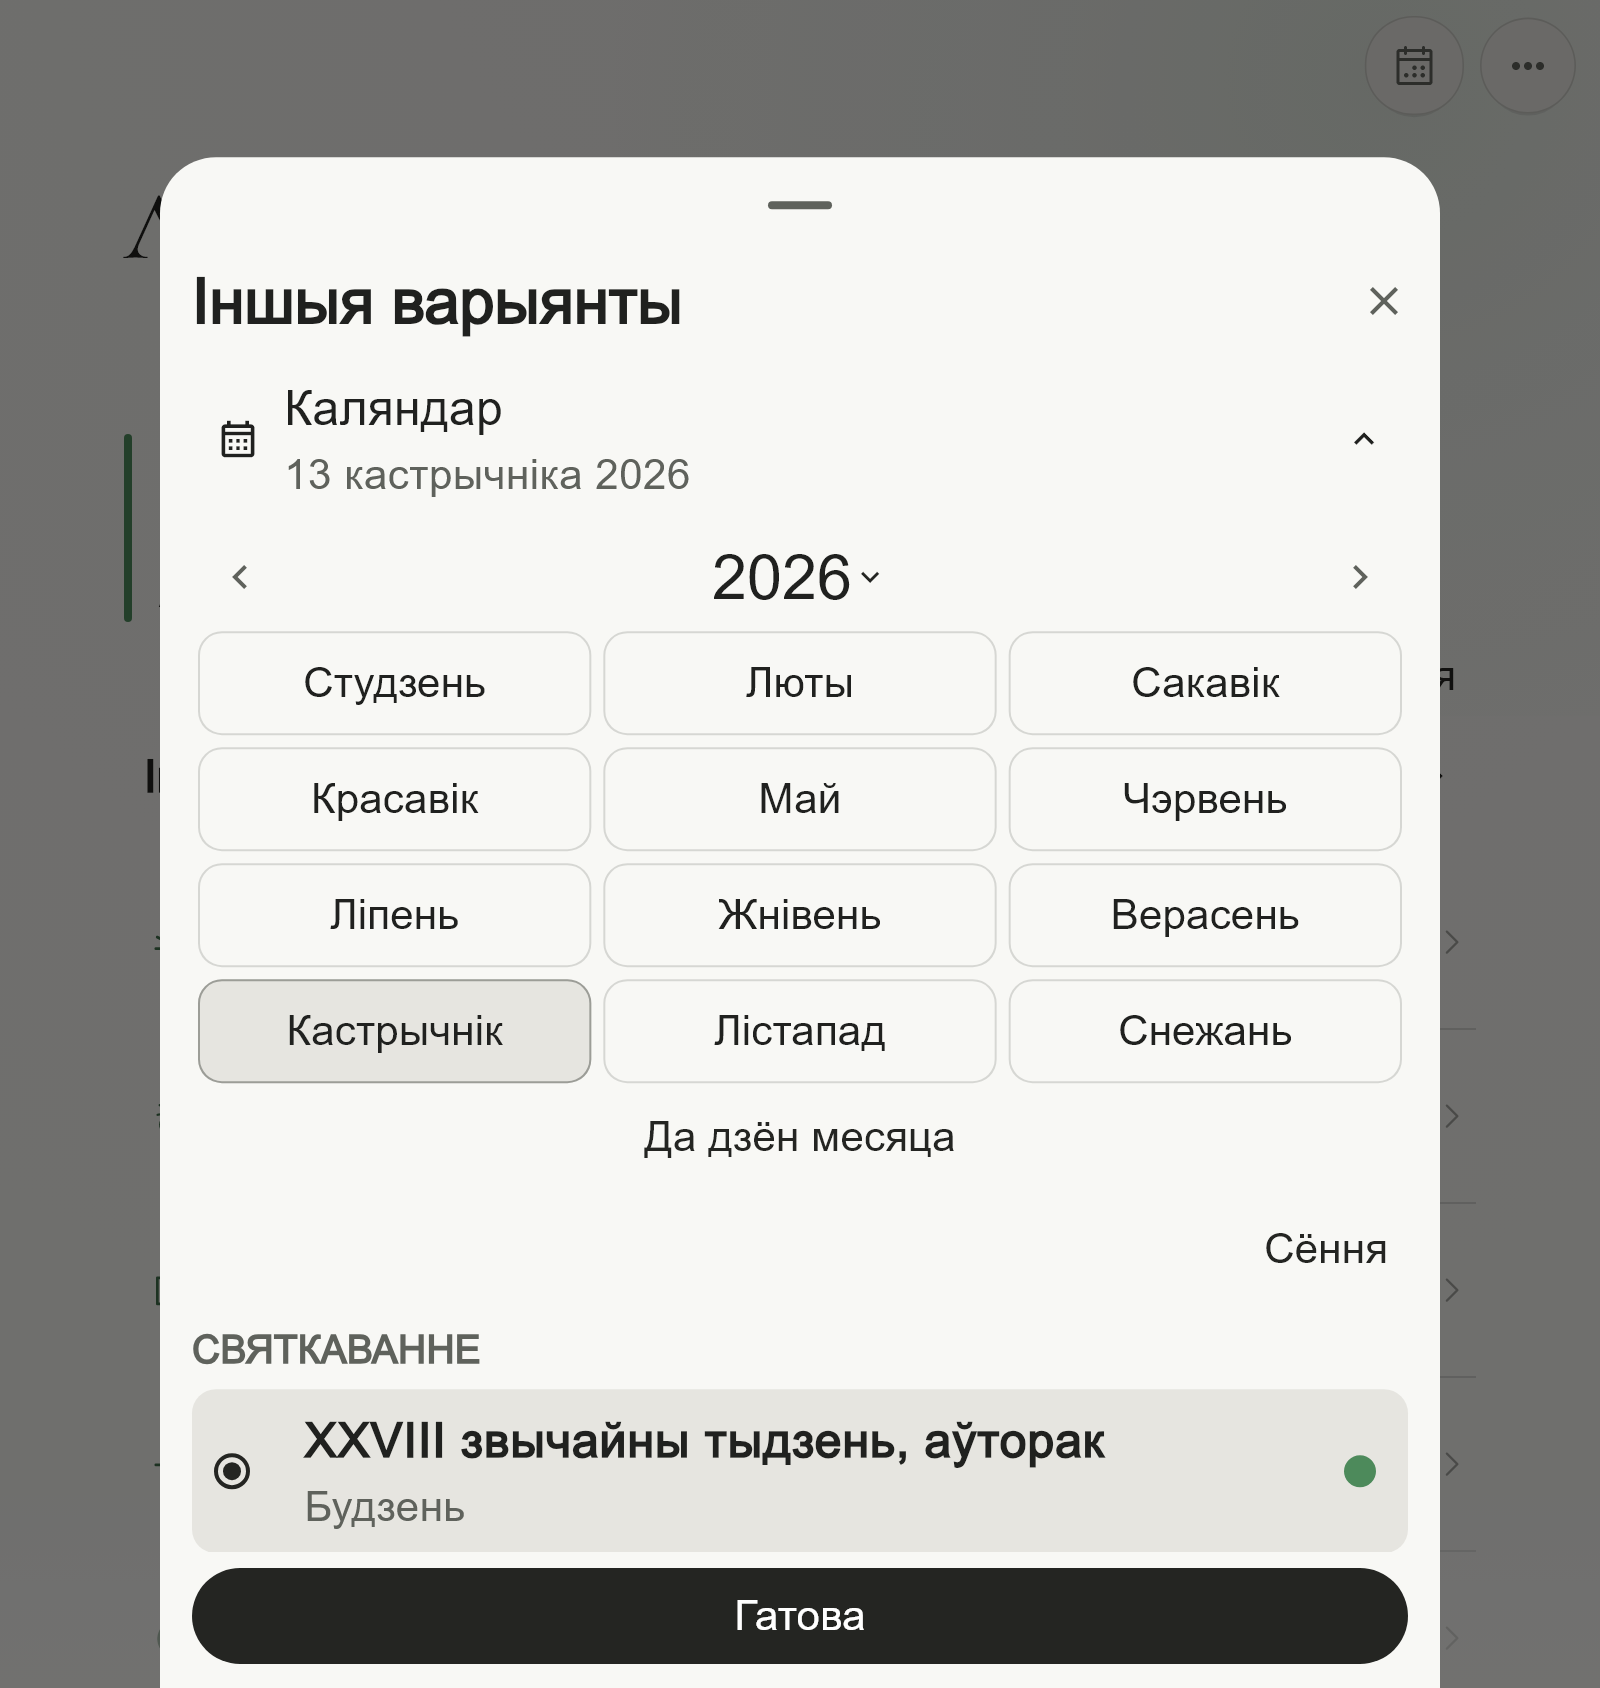 Іншыя варыянты
Каляндар
13 кастрычніка 2026
2026
Студзень
Люты
Сакавік
Красавік
Май
Чэрвень
Ліпень
Жнівень
Верасень
Кастрычнік
Лістапад
Снежань
Да дзён месяца
Сёння
СВЯТКАВАННЕ
XXVIII звычайны тыдзень, аўторак
Будзень
Гатова